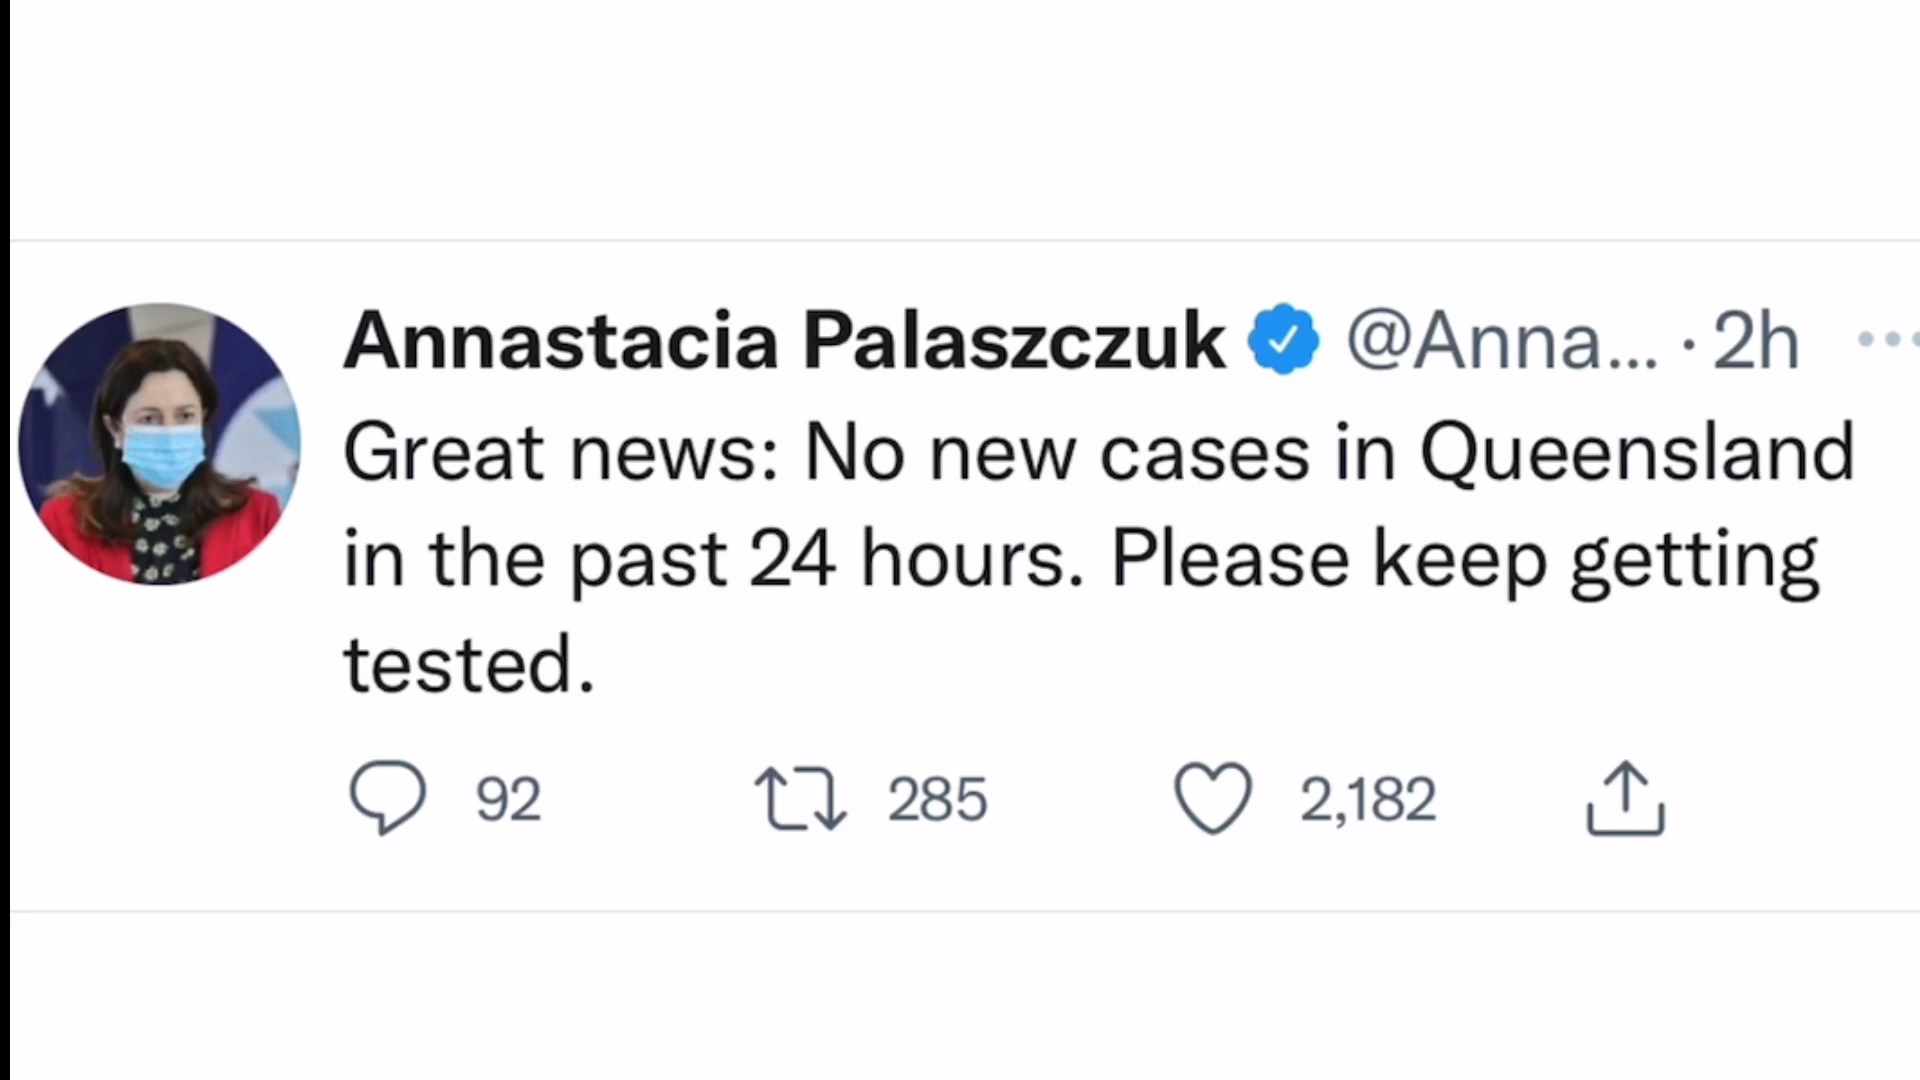 Annastacia Palaszczuk @Anna... · 2h
Great news: No new cases in Queensland
in the past 24 hours. Please keep getting
tested.
92 285 2,182